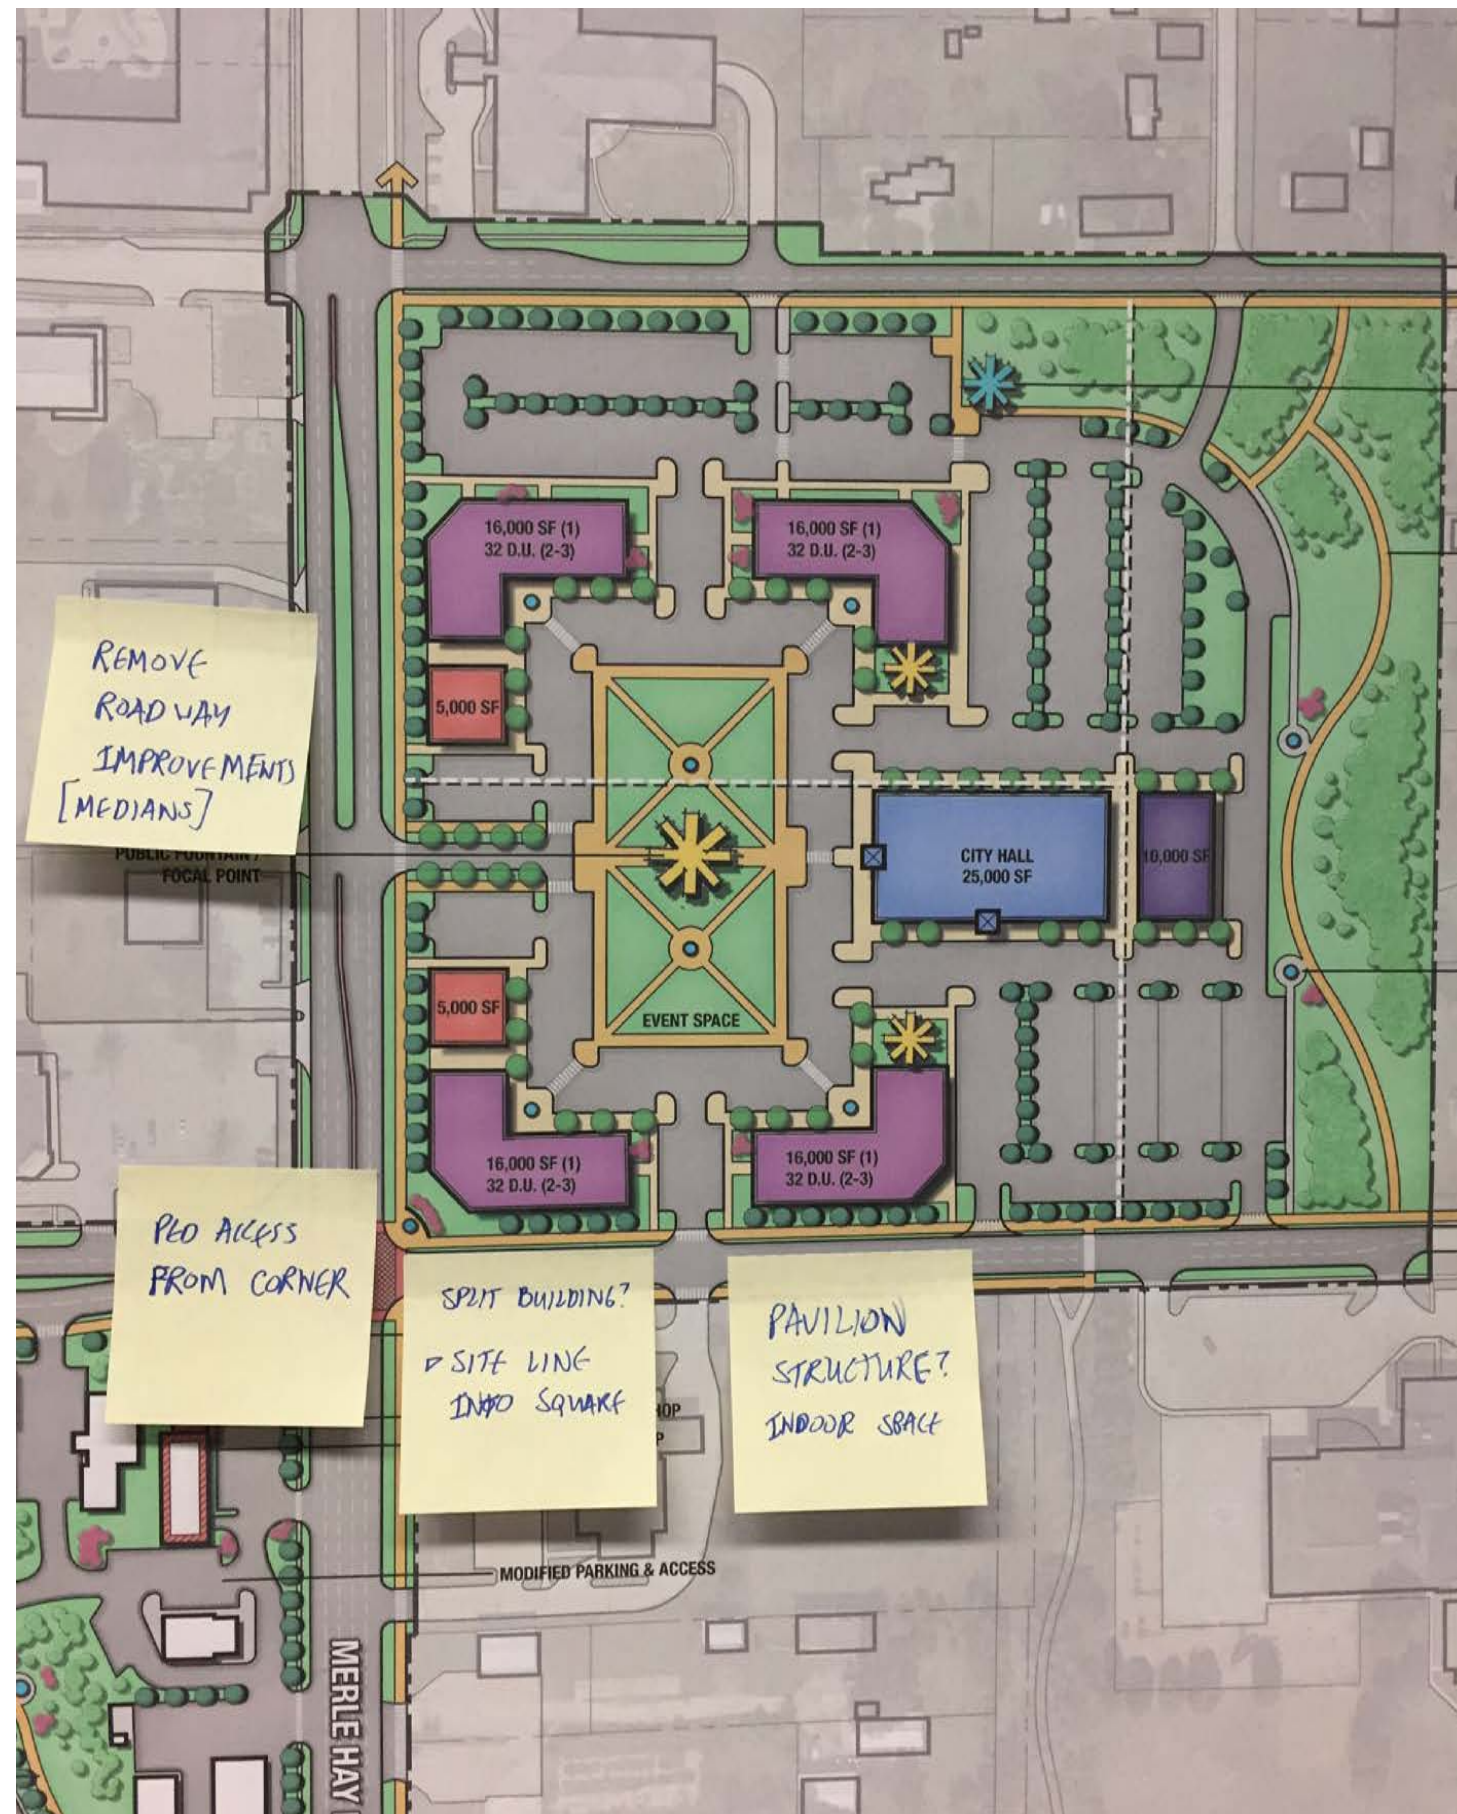 16,000 SF (1)
32 D.U. (2-3)
16,000 SF (1)
32 D.U. (2-3)
REMOVE
ROADWAY
IMPROVEMENTS
[MEDIANS]
5,000 SF
PUBLIC FOUNTAIN /
FOCAL POINT
CITY HALL
25,000 SF
10,000 SF
5,000 SF
EVENT SPACE
16,000 SF (1)
32 D.U. (2-3)
16,000 SF (1)
32 D.U. (2-3)
PED ACCESS
FROM CORNER
SPLIT BUILDING?
SITE LINE
INTO SQUARE
PAVILION
STRUCTURE?
INDOOR SPACE
MODIFIED PARKING & ACCESS
MERLE HAY